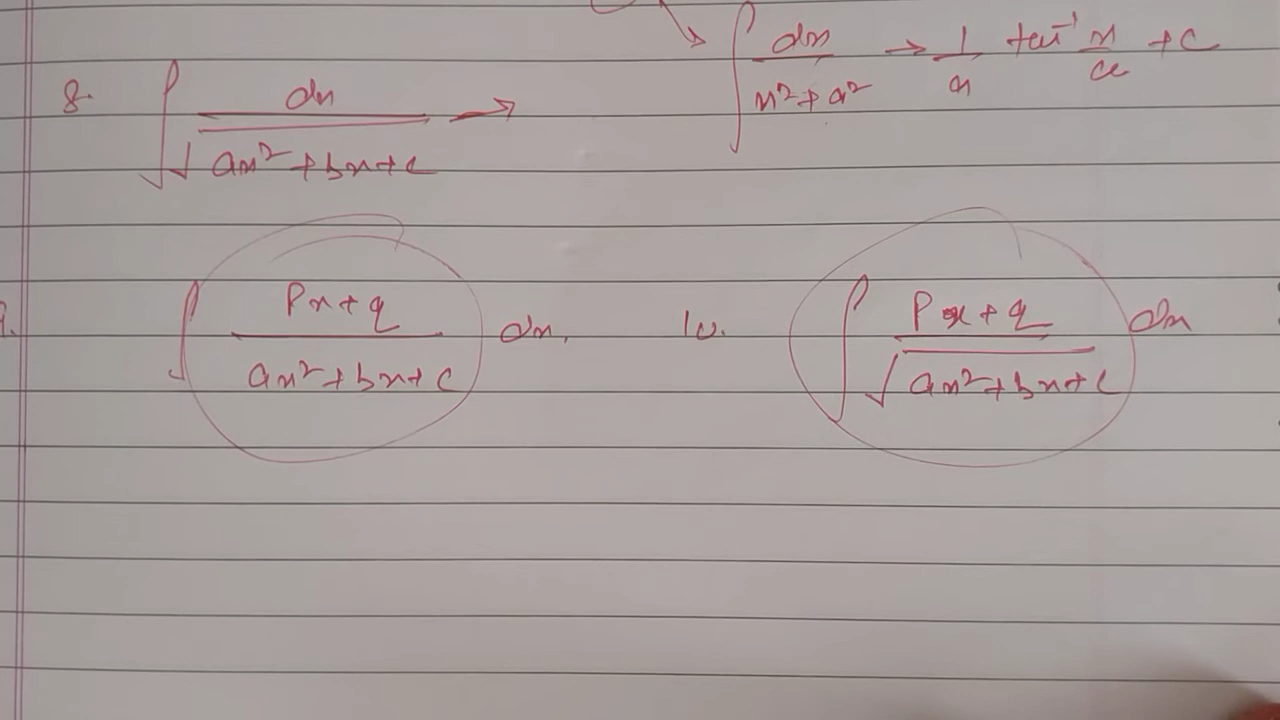 ∫ dx / x² + a² → 1/a tan⁻¹ x/a + c
8. ∫ dx / √ax² + bx + c →
9. ∫ Px + q / ax² + bx + c dx, 10. ∫ Px + q / √ax² + bx + c dx